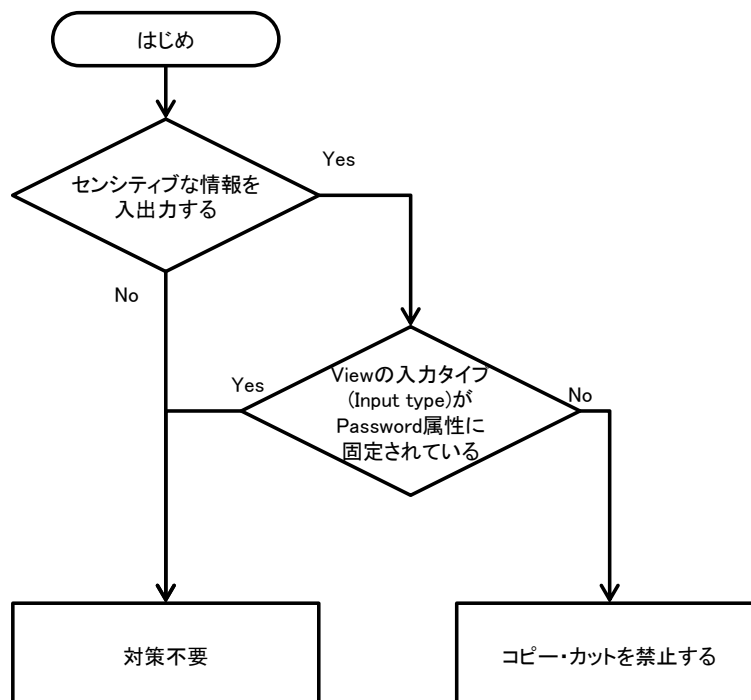 はじめ
Yes
センシティブな情報を
入出力する
No
Yes
Viewの入力タイプ
(Input type)が
Password属性に
固定されている
No
対策不要
コピー・カットを禁止する